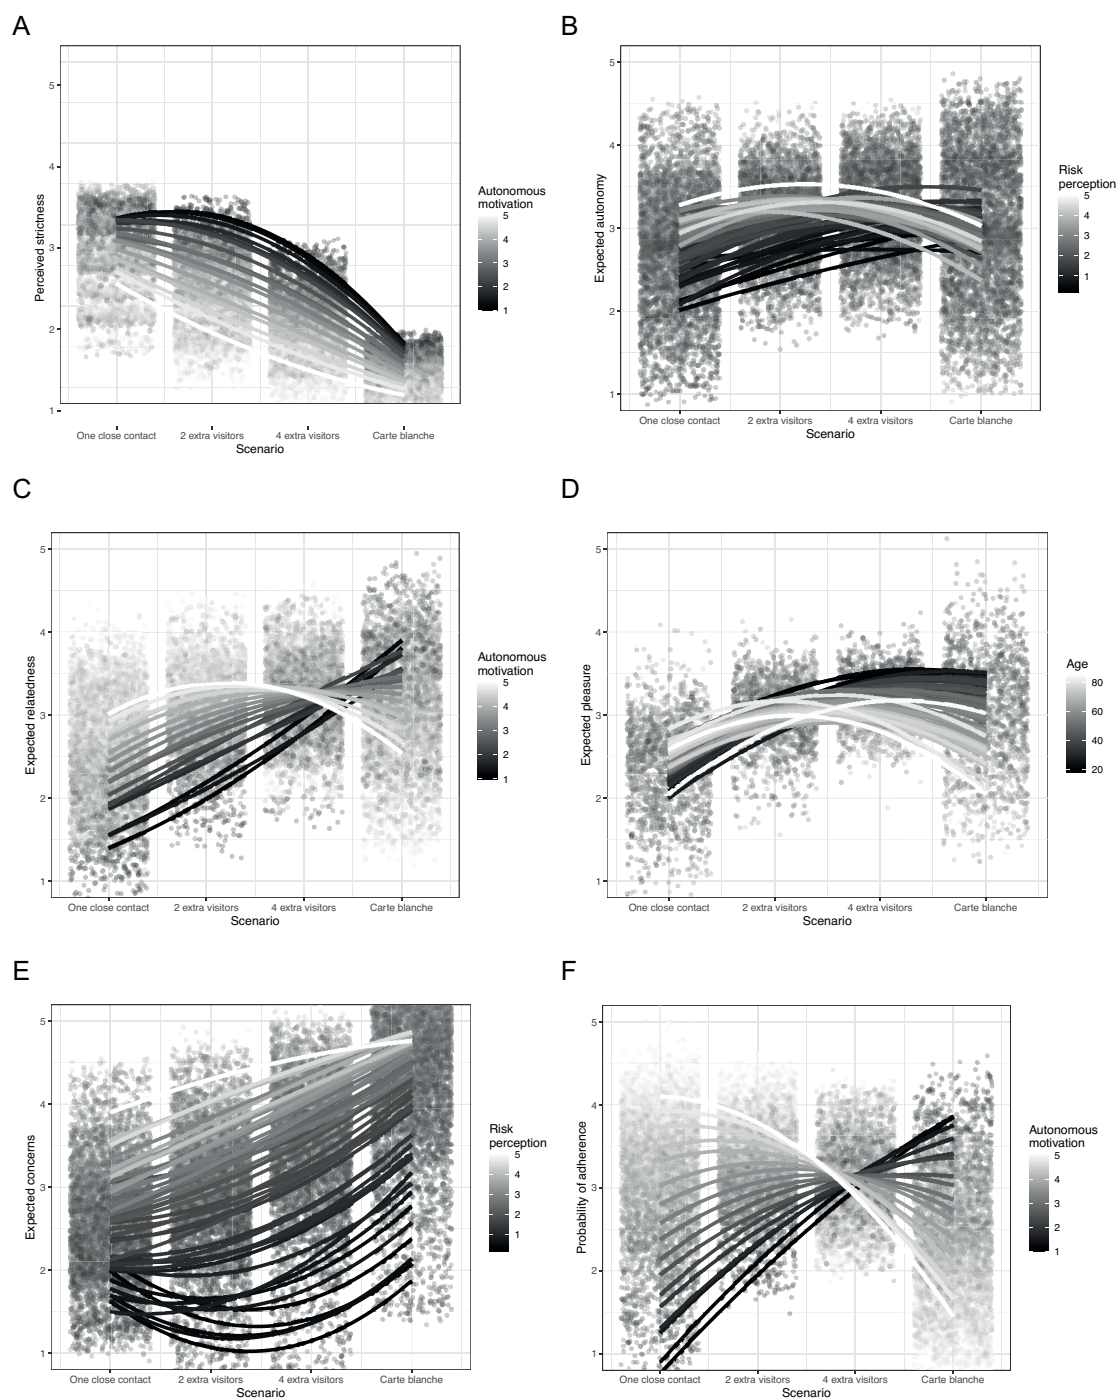 A
Perceived strictness
5
4
3
2
1
One close contact
2 extra visitors
4 extra visitors
Carte blanche
Scenario
Autonomous
motivation
5
4
3
2
1
B
Expected autonomy
5
4
3
2
1
One close contact
2 extra visitors
4 extra visitors
Carte blanche
Scenario
Risk
perception
5
4
3
2
1
C
Expected relatedness
5
4
3
2
1
One close contact
2 extra visitors
4 extra visitors
Carte blanche
Scenario
Autonomous
motivation
5
4
3
2
1
D
Expected pleasure
5
4
3
2
1
One close contact
2 extra visitors
4 extra visitors
Carte blanche
Scenario
Age
80
60
40
20
E
Expected concerns
5
4
3
2
1
One close contact
2 extra visitors
4 extra visitors
Carte blanche
Scenario
Risk
perception
5
4
3
2
1
F
Probability of adherence
5
4
3
2
1
One close contact
2 extra visitors
4 extra visitors
Carte blanche
Scenario
Autonomous
motivation
5
4
3
2
1